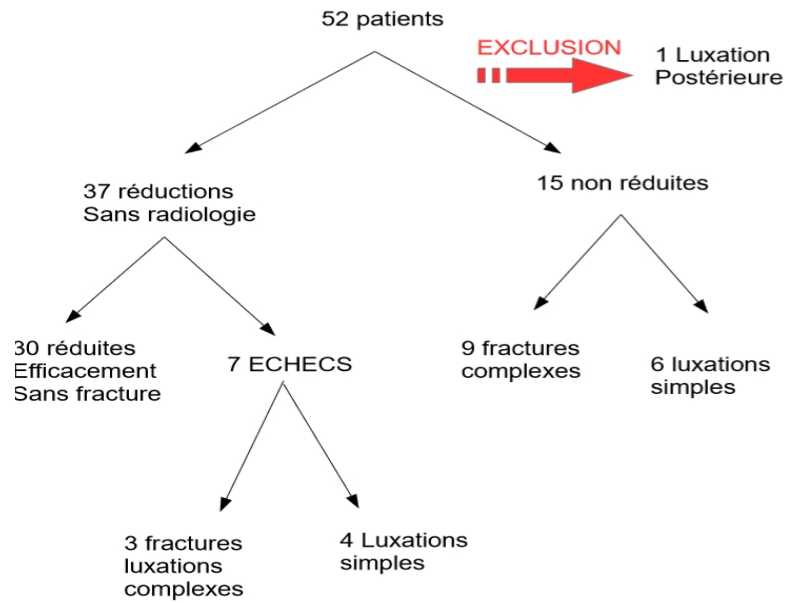 52 patients
EXCLUSION
1 Luxation
Postérieure
37 réductions
Sans radiologie
15 non réduites
30 réduites
Efficacement
Sans fracture
7 ECHECS
9 fractures
complexes
6 luxations
simples
3 fractures
luxations
complexes
4 Luxations
simples